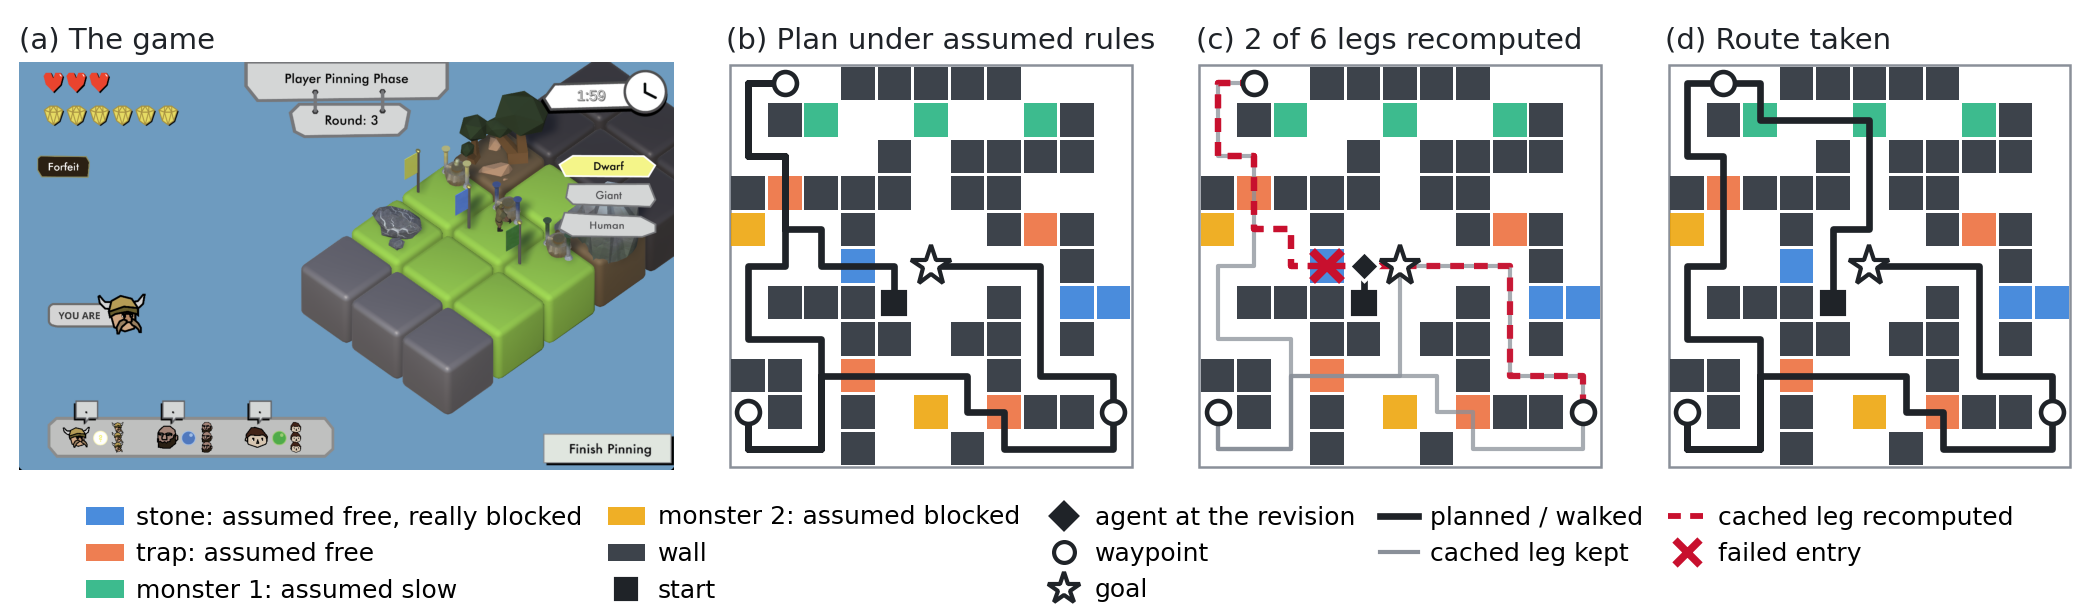 (a) The game
(b) Plan under assumed rules
(c) 2 of 6 legs recomputed
(d) Route taken
Player Pinning Phase
1:59
Round: 3
Forfeit
Dwarf
Giant
Human
YOU ARE
Finish Pinning
stone: assumed free, really blocked
trap: assumed free
monster 1: assumed slow
monster 2: assumed blocked
wall
start
agent at the revision
waypoint
goal
planned / walked
cached leg kept
cached leg recomputed
failed entry